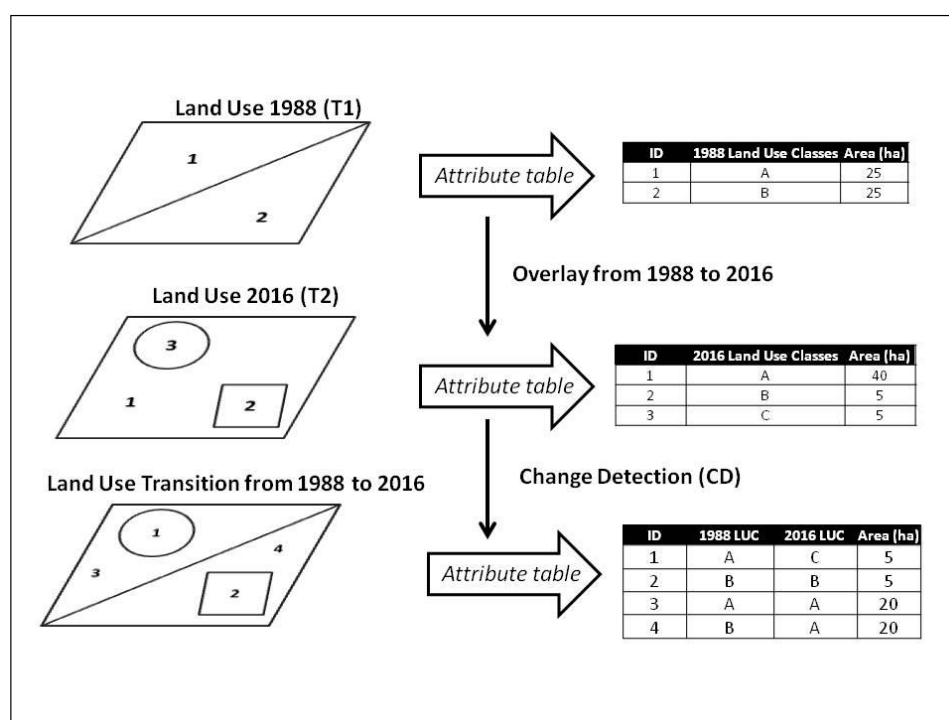 Land Use 1988 (T1)
1
2
Attribute table
ID 1988 Land Use Classes Area (ha)
1 A 25
2 B 25
Overlay from 1988 to 2016
Land Use 2016 (T2)
3
1
2
Attribute table
ID 2016 Land Use Classes Area (ha)
1 A 40
2 B 5
3 C 5
Change Detection (CD)
Land Use Transition from 1988 to 2016
1
4
3
2
Attribute table
ID 1988 LUC 2016 LUC Area (ha)
1 A C 5
2 B B 5
3 A A 20
4 B A 20